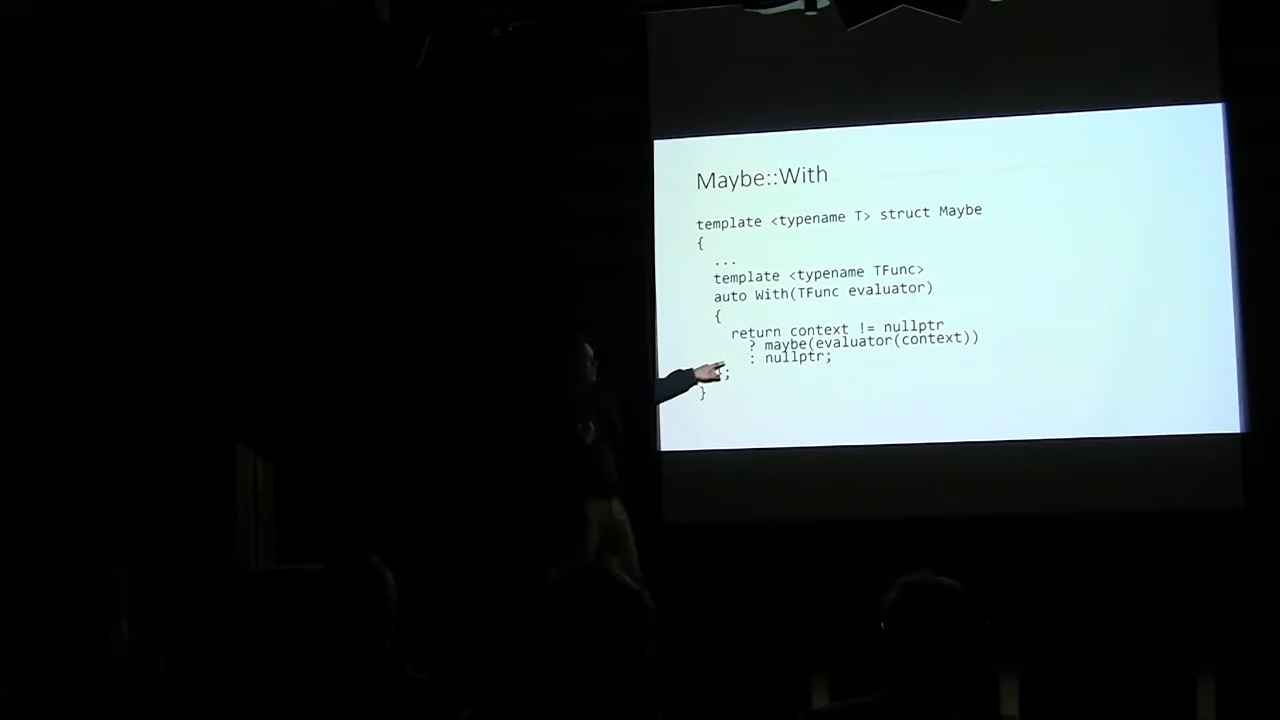 Maybe::With
template <typename T> struct Maybe
{
...
template <typename TFunc>
auto With(TFunc evaluator)
{
return context != nullptr
? maybe(evaluator(context))
: nullptr;
;
}